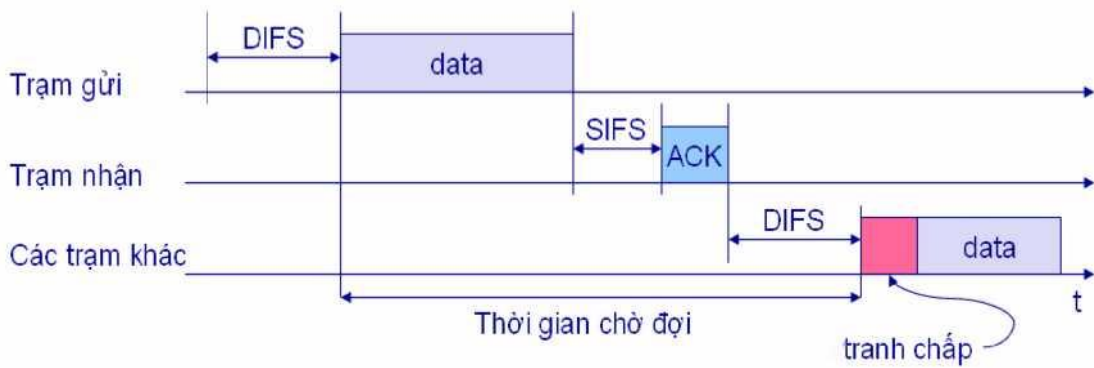 DIFS
data
Trạm gửi
SIFS
ACK
Trạm nhận
DIFS
data
Các trạm khác
t
Thời gian chờ đợi
tranh chấp